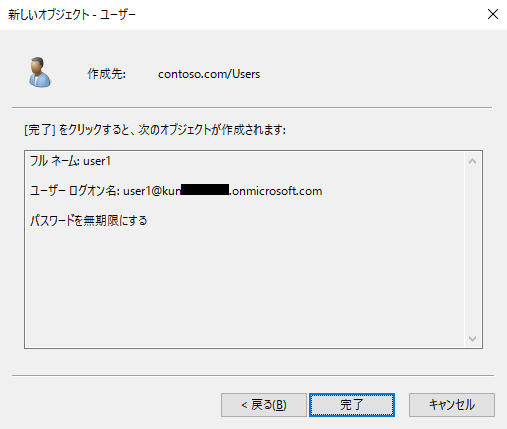 新しいオブジェクト - ユーザー
作成先: contoso.com/Users
[完了] をクリックすると、次のオブジェクトが作成されます:
フル ネーム: user1
ユーザー ログオン名: user1@kun .onmicrosoft.com
パスワードを無期限にする
< 戻る(B) 完了 キャンセル